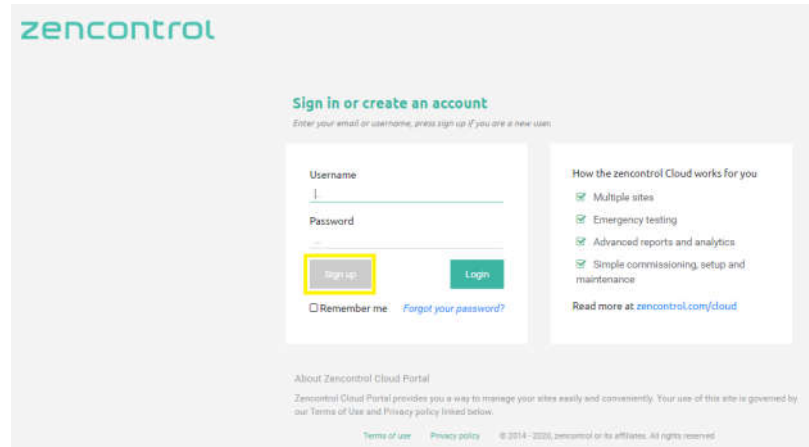 zencontrol
Sign in or create an account
Enter your email or username, press sign up if you are a new user.
Username
Password
Sign up
Login
Remember me
Forgot your password?
How the zencontrol Cloud works for you
Multiple sites
Emergency testing
Advanced reports and analytics
Simple commissioning, setup and
maintenance
Read more at zencontrol.com/cloud
About Zencontrol Cloud Portal
Zencontrol Cloud Portal provides you a way to manage your sites easily and conveniently. Your use of this site is governed by
our Terms of Use and Privacy policy linked below.
Terms of use Privacy policy © 2014 - 2020, zencontrol or its affiliates. All rights reserved